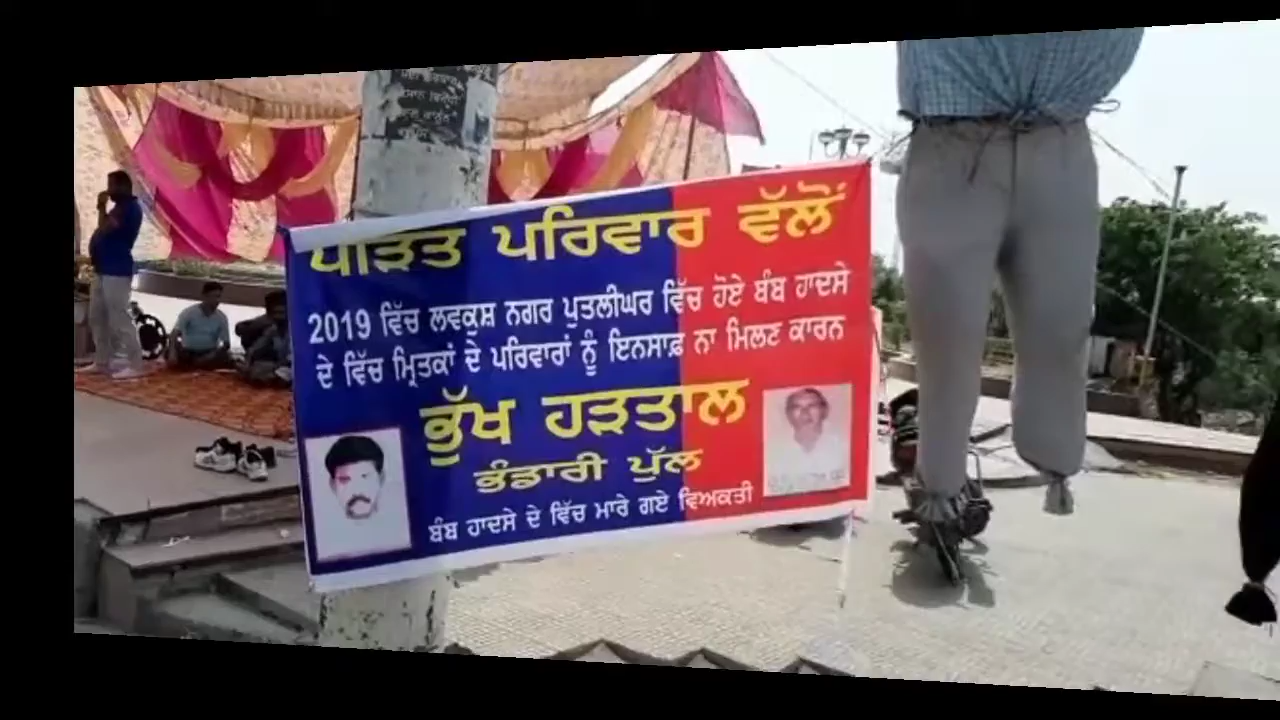 ਪੀੜਤ ਪਰਿਵਾਰ ਵੱਲੋਂ
2019 ਵਿੱਚ ਲਵਕੁਸ਼ ਨਗਰ ਪੁਤਲੀਘਰ ਵਿੱਚ ਹੋਏ ਬੰਬ ਹਾਦਸੇ
ਦੇ ਵਿੱਚ ਮ੍ਰਿਤਕਾਂ ਦੇ ਪਰਿਵਾਰਾਂ ਨੂੰ ਇਨਸਾਫ਼ ਨਾ ਮਿਲਣ ਕਾਰਨ
ਭੁੱਖ ਹੜਤਾਲ
ਭੰਡਾਰੀ ਪੁੱਲ
ਬੰਬ ਹਾਦਸੇ ਦੇ ਵਿੱਚ ਮਾਰੇ ਗਏ ਵਿਅਕਤੀ